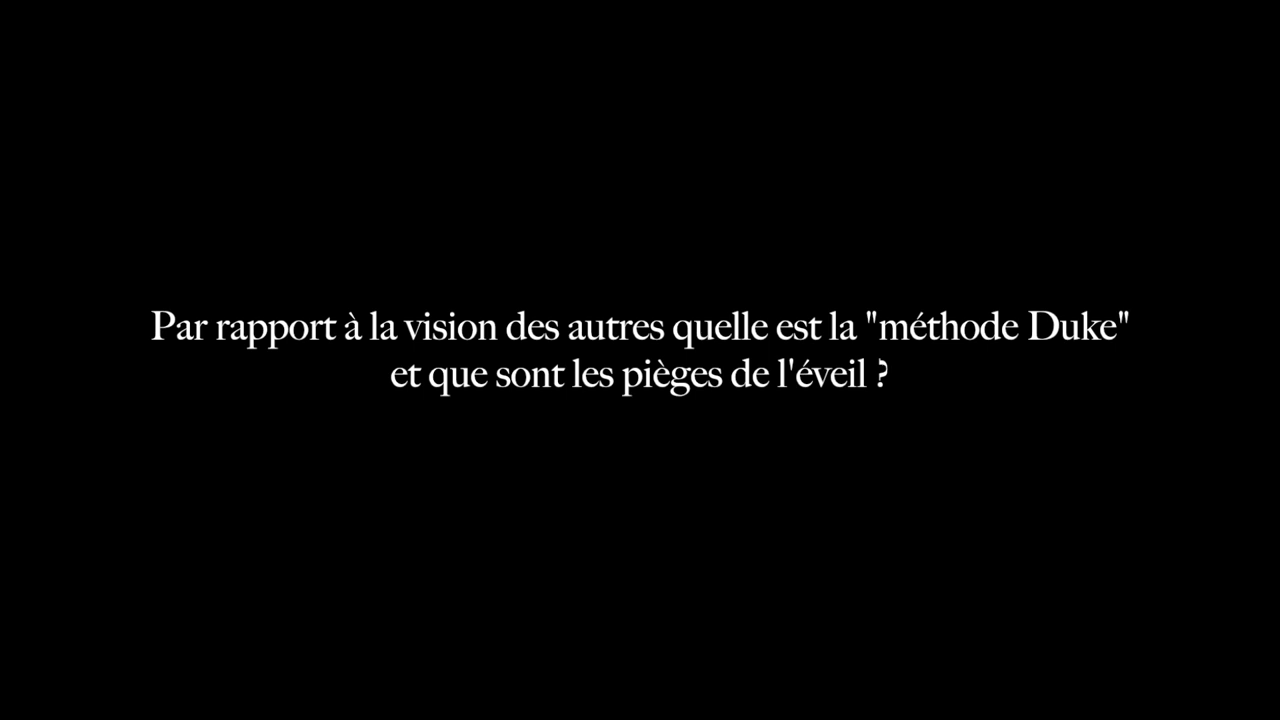 Par rapport à la vision des autres quelle est la "méthode Duke"
et que sont les pièges de l'éveil ?